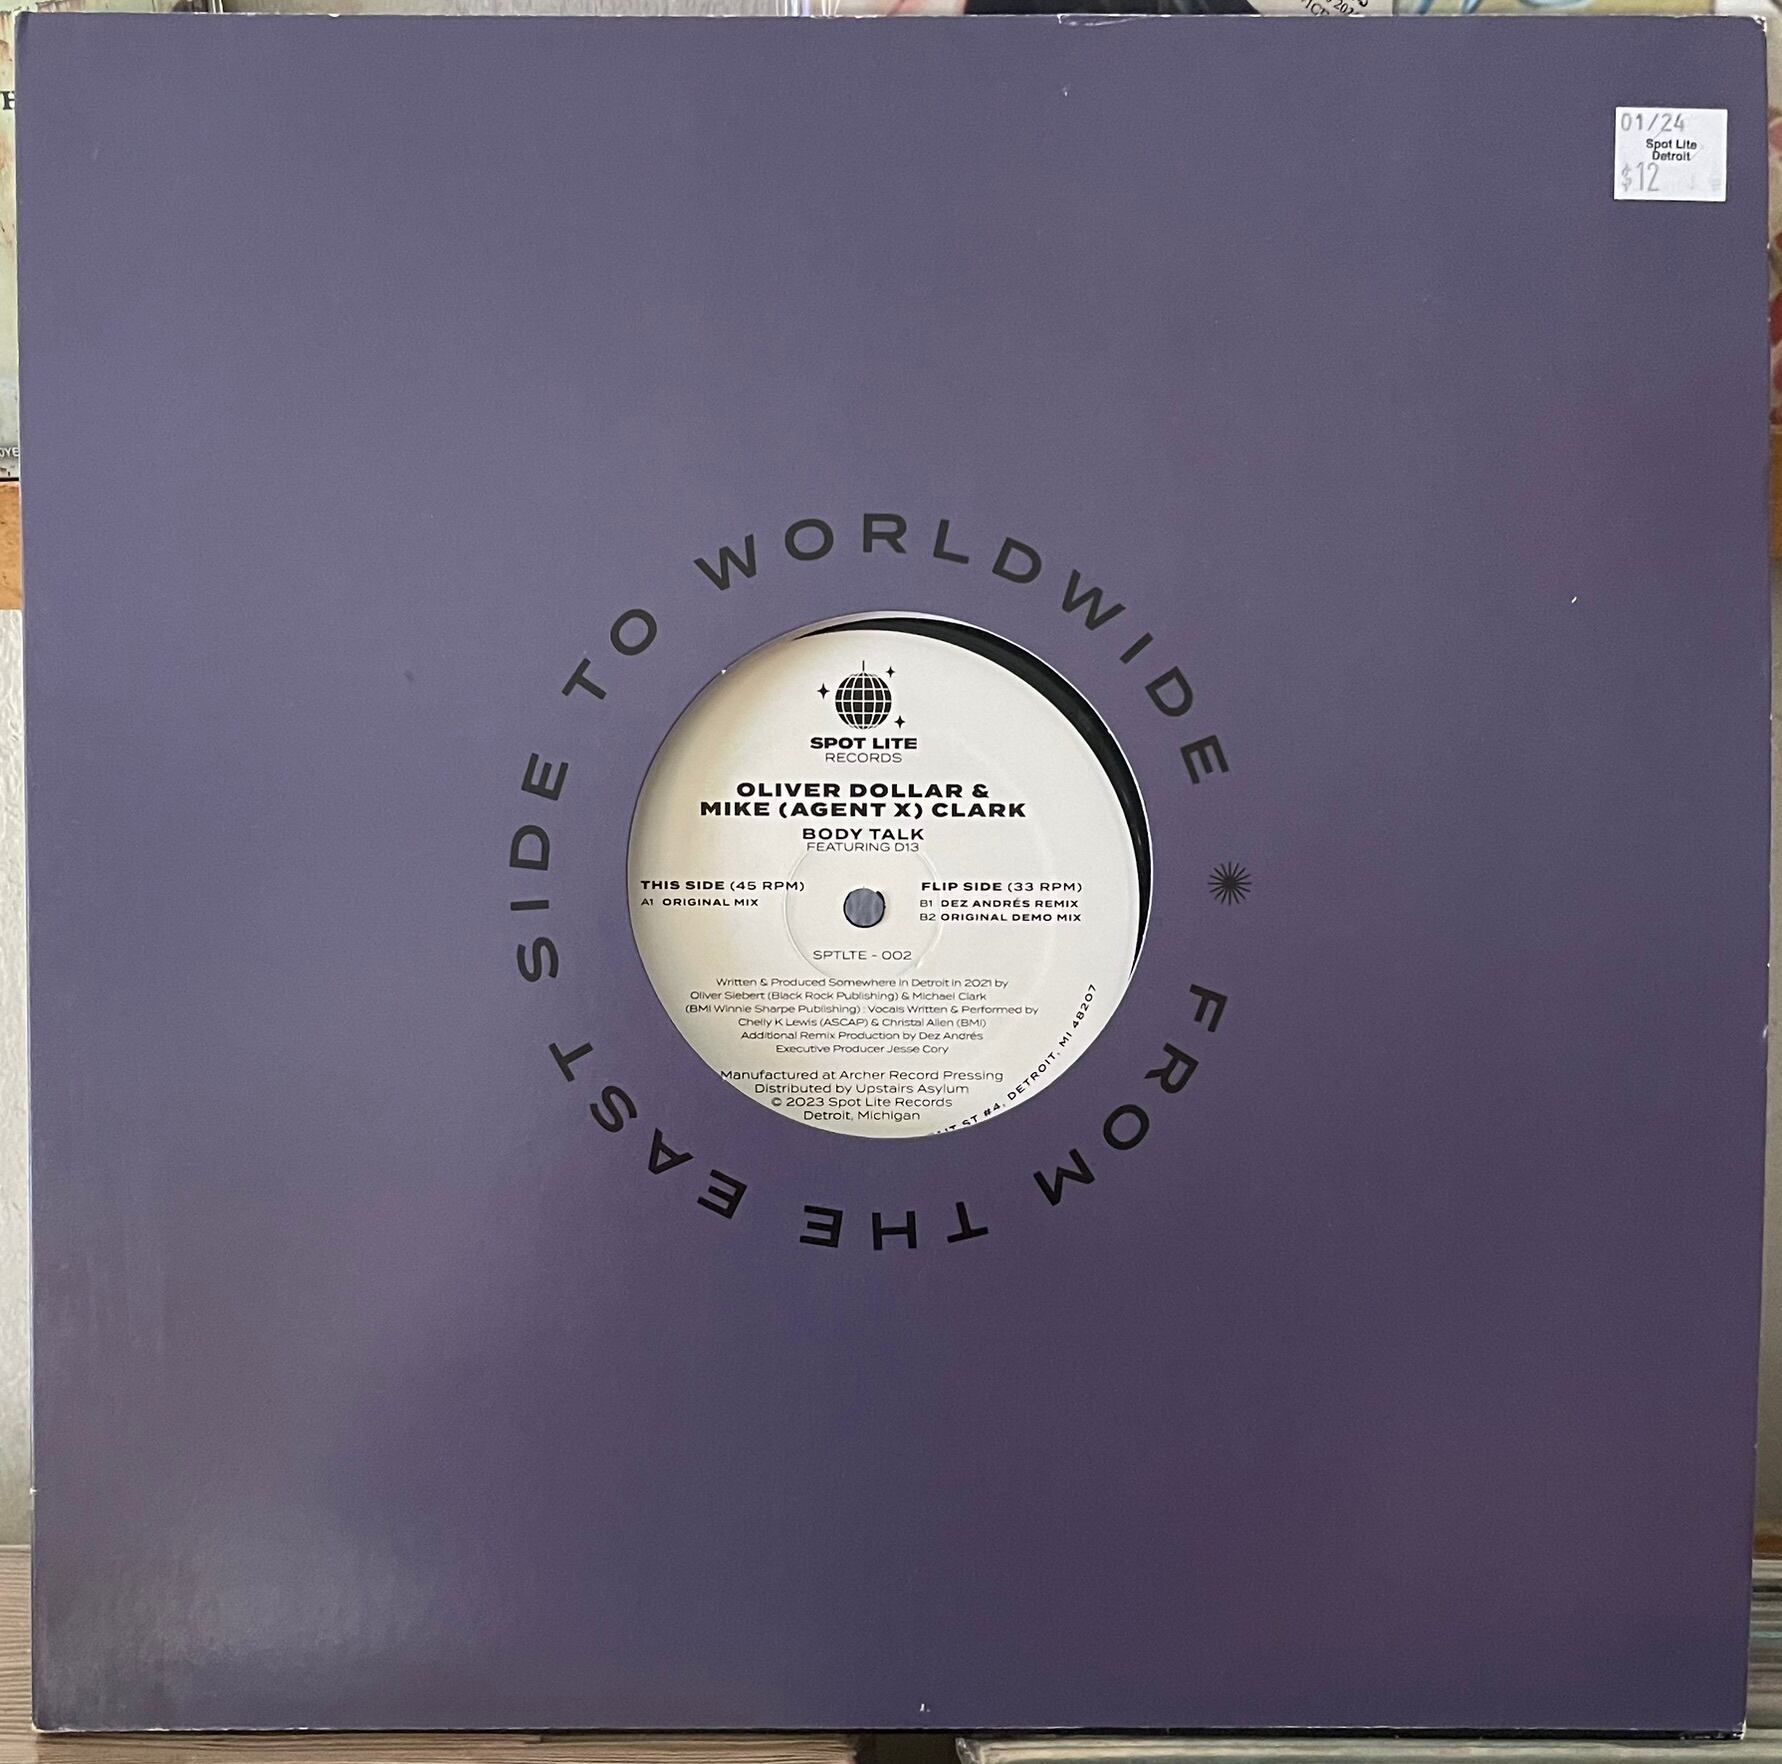 01/24
Spot Lite
Detroit
$12
FROM THE EAST SIDE TO WORLDWIDE
SPOT LITE
RECORDS
OLIVER DOLLAR &
MIKE (AGENT X) CLARK
BODY TALK
FEATURING D13
THIS SIDE (45 RPM)
A1 ORIGINAL MIX
FLIP SIDE (33 RPM)
B1 DEZ ANDRÉS REMIX
B2 ORIGINAL DEMO MIX
SPTLTE - 002
Written & Produced Somewhere in Detroit in 2021 by
Oliver Siebert (Black Rock Publishing) & Michael Clark
(BMI Winnie Sharpe Publishing) : Vocals Written & Performed by
Chelly K Lewis (ASCAP) & Christal Allen (BMI)
Additional Remix Production by Dez Andrés
Executive Producer Jesse Cory
Manufactured at Archer Record Pressing
Distributed by Upstairs Asylum
© 2023 Spot Lite Records
Detroit, Michigan
ST #4, DETROIT, MI 48207